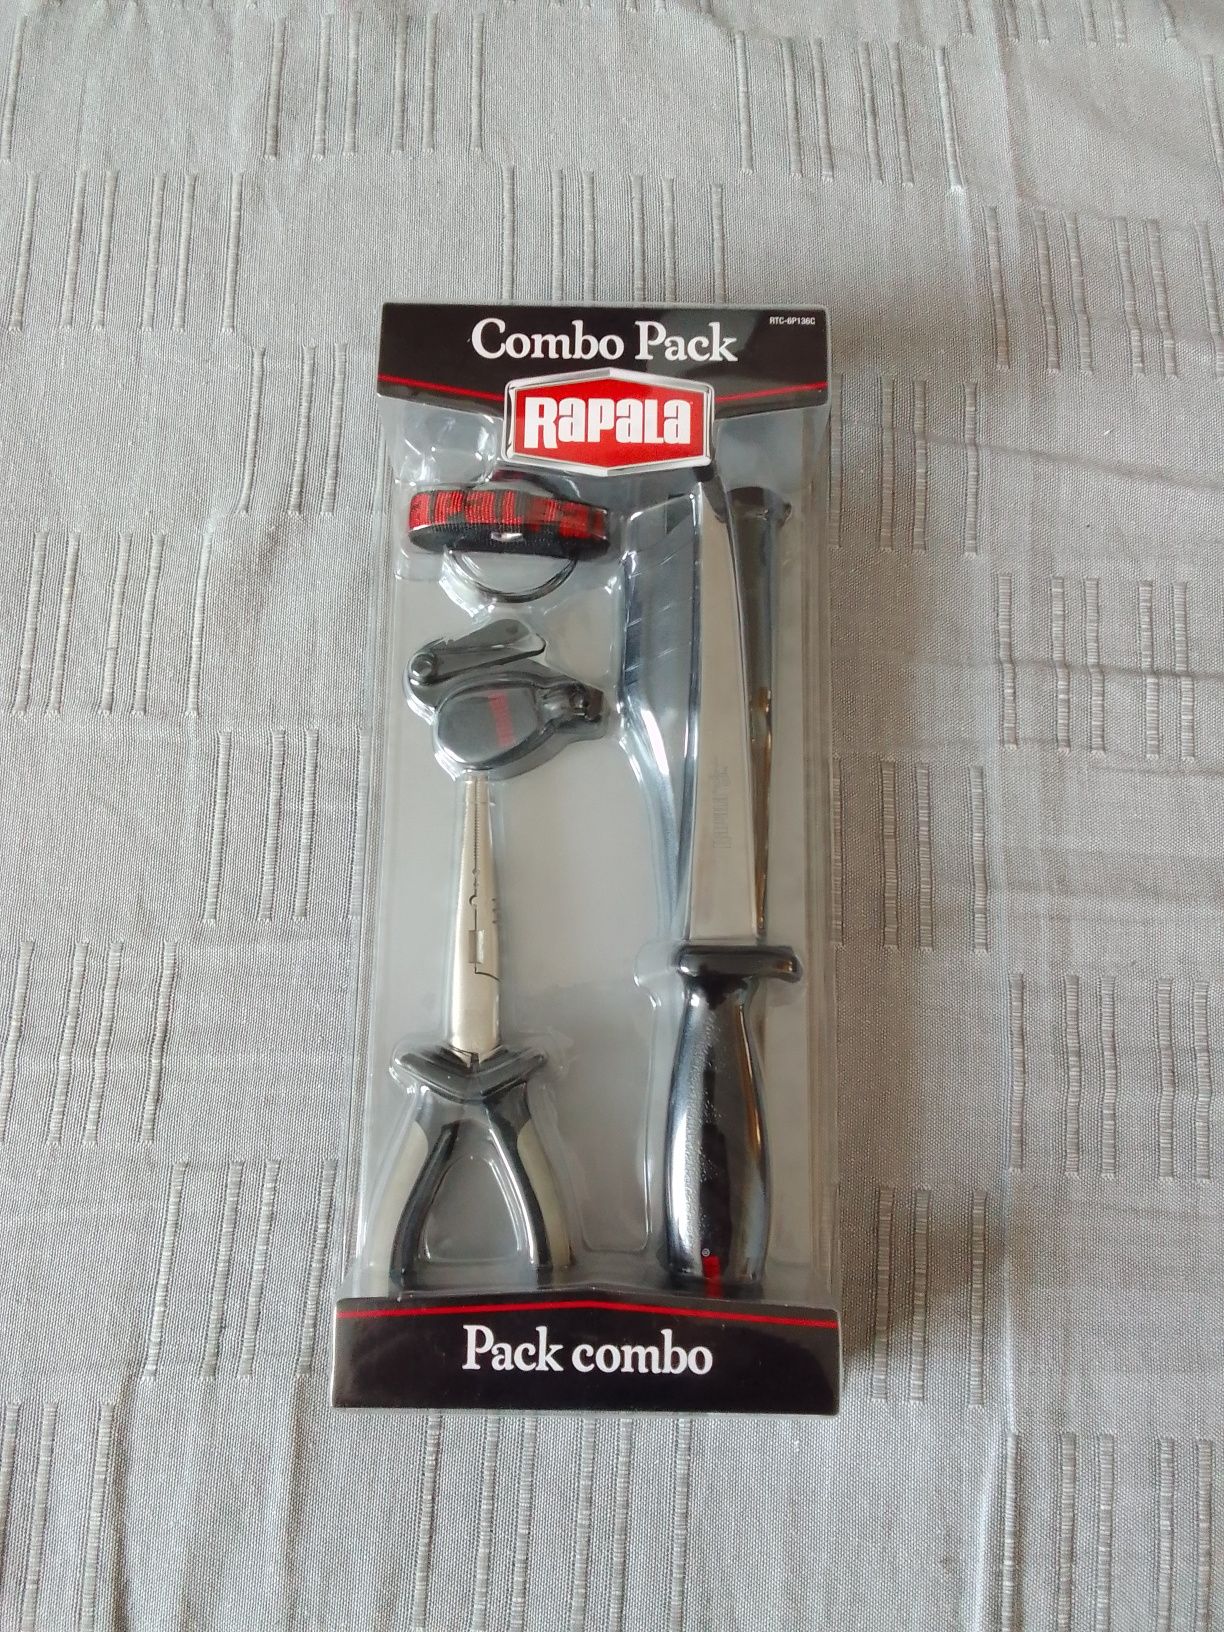 Combo Pack
RTC-6P136C
RAPALA
®
Pack combo